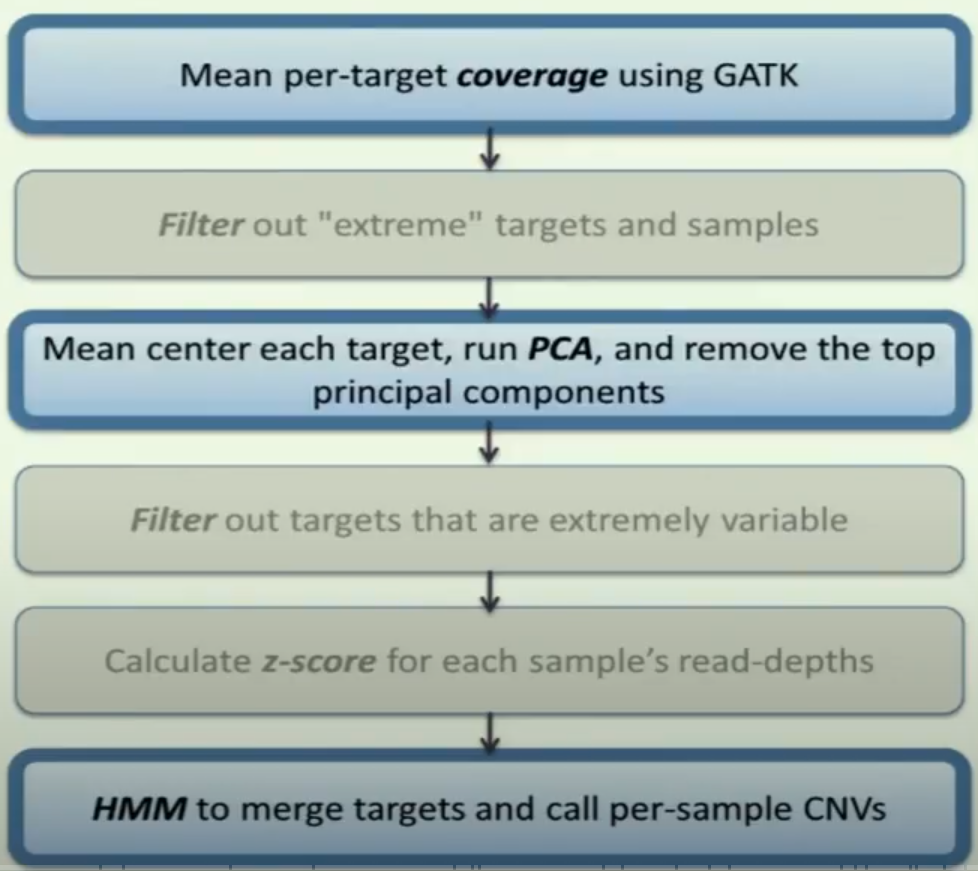 Mean per-target coverage using GATK
Filter out "extreme" targets and samples
Mean center each target, run PCA, and remove the top
principal components
Filter out targets that are extremely variable
Calculate z-score for each sample’s read-depths
HMM to merge targets and call per-sample CNVs